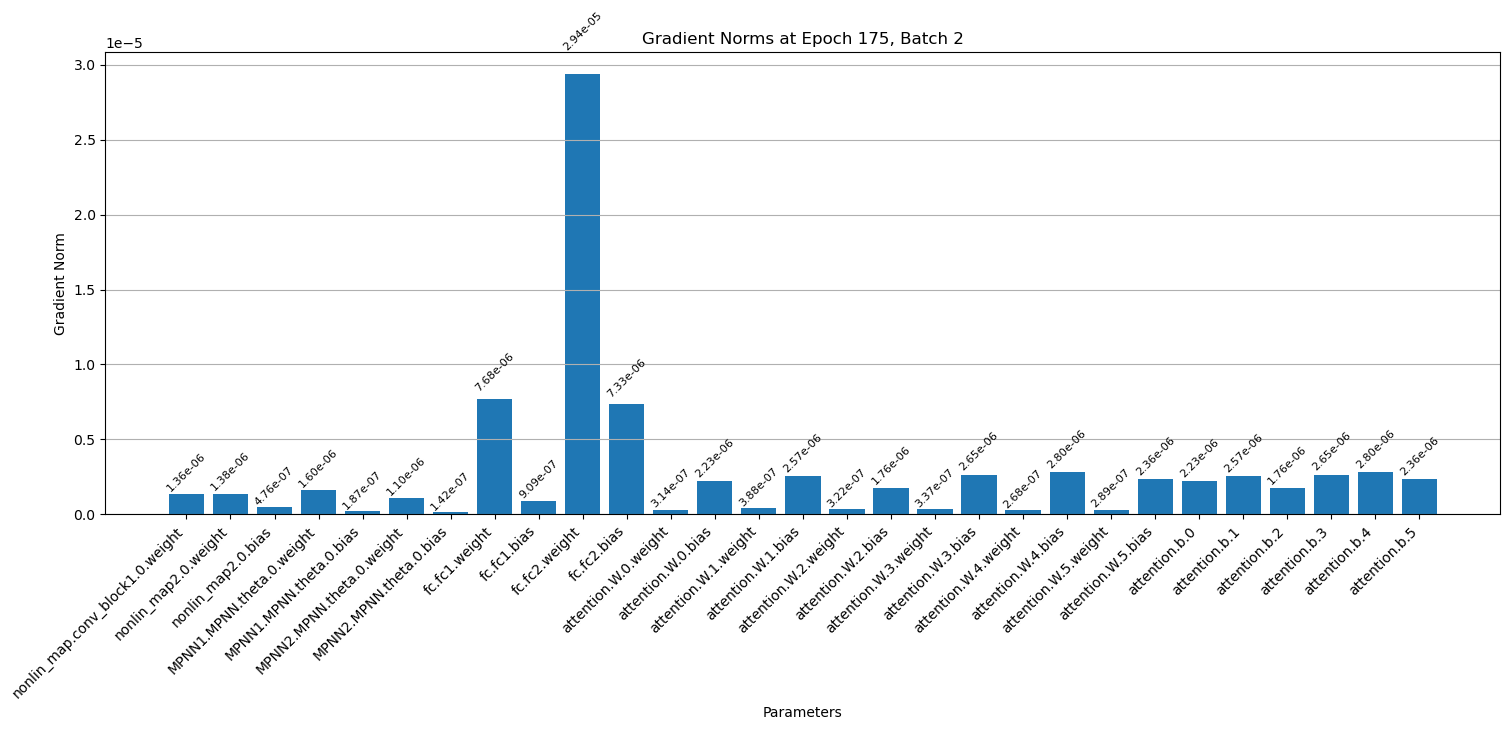 Gradient Norms at Epoch 175, Batch 2
1e−5
3.0
2.5
2.0
1.5
1.0
0.5
0.0
Gradient Norm
1.36e-06
1.38e-06
4.76e-07
1.60e-06
1.87e-07
1.10e-06
1.42e-07
7.68e-06
9.09e-07
2.94e-05
7.33e-06
3.14e-07
2.23e-06
3.88e-07
2.57e-06
3.22e-07
1.76e-06
3.37e-07
2.65e-06
2.68e-07
2.80e-06
2.89e-07
2.36e-06
2.23e-06
2.57e-06
1.76e-06
2.65e-06
2.80e-06
2.36e-06
nonlin_map.conv_block1.0.weight
nonlin_map2.0.weight
nonlin_map2.0.bias
MPNN1.MPNN.theta.0.weight
MPNN1.MPNN.theta.0.bias
MPNN2.MPNN.theta.0.weight
MPNN2.MPNN.theta.0.bias
fc.fc1.weight
fc.fc1.bias
fc.fc2.weight
fc.fc2.bias
attention.W.0.weight
attention.W.0.bias
attention.W.1.weight
attention.W.1.bias
attention.W.2.weight
attention.W.2.bias
attention.W.3.weight
attention.W.3.bias
attention.W.4.weight
attention.W.4.bias
attention.W.5.weight
attention.W.5.bias
attention.b.0
attention.b.1
attention.b.2
attention.b.3
attention.b.4
attention.b.5
Parameters